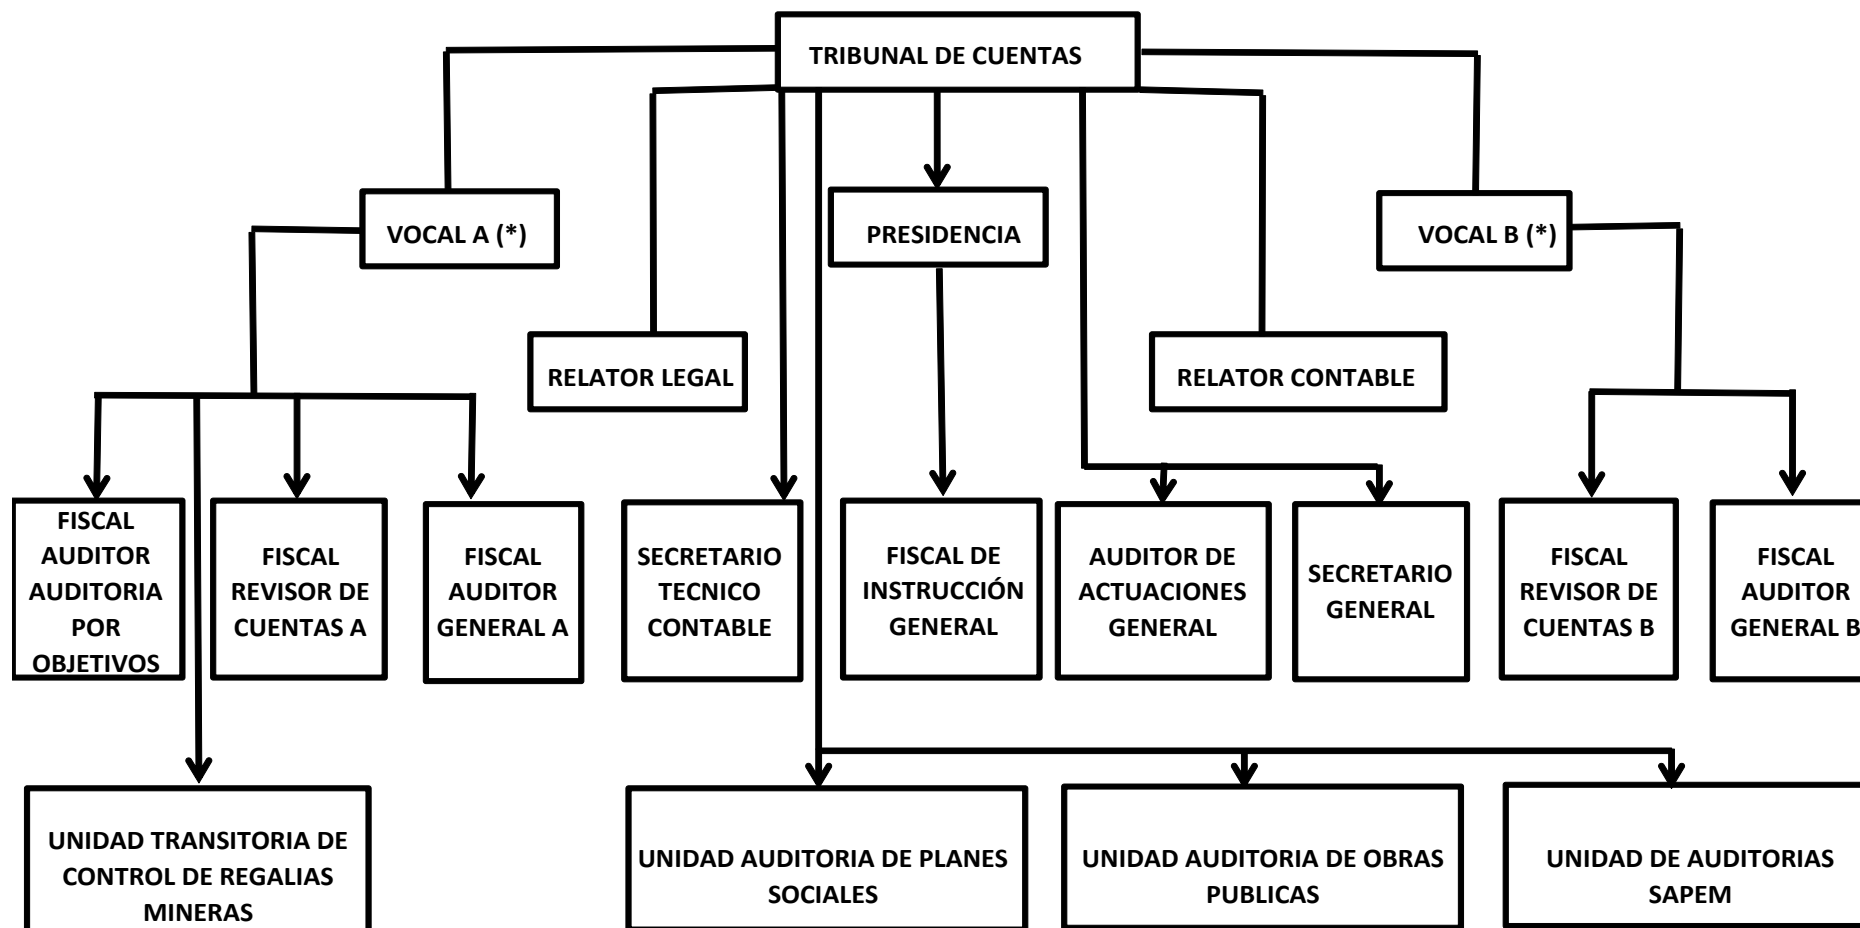 TRIBUNAL DE CUENTAS
VOCAL A (*)
PRESIDENCIA
VOCAL B (*)
RELATOR LEGAL
RELATOR CONTABLE
FISCAL
AUDITOR
AUDITORIA
POR
OBJETIVOS
FISCAL
REVISOR DE
CUENTAS A
FISCAL
AUDITOR
GENERAL A
SECRETARIO
TECNICO
CONTABLE
FISCAL DE
INSTRUCCIÓN
GENERAL
AUDITOR DE
ACTUACIONES
GENERAL
SECRETARIO
GENERAL
FISCAL
REVISOR DE
CUENTAS B
FISCAL
AUDITOR
GENERAL B
UNIDAD TRANSITORIA DE
CONTROL DE REGALIAS
MINERAS
UNIDAD AUDITORIA DE PLANES
SOCIALES
UNIDAD AUDITORIA DE OBRAS
PUBLICAS
UNIDAD DE AUDITORIAS
SAPEM